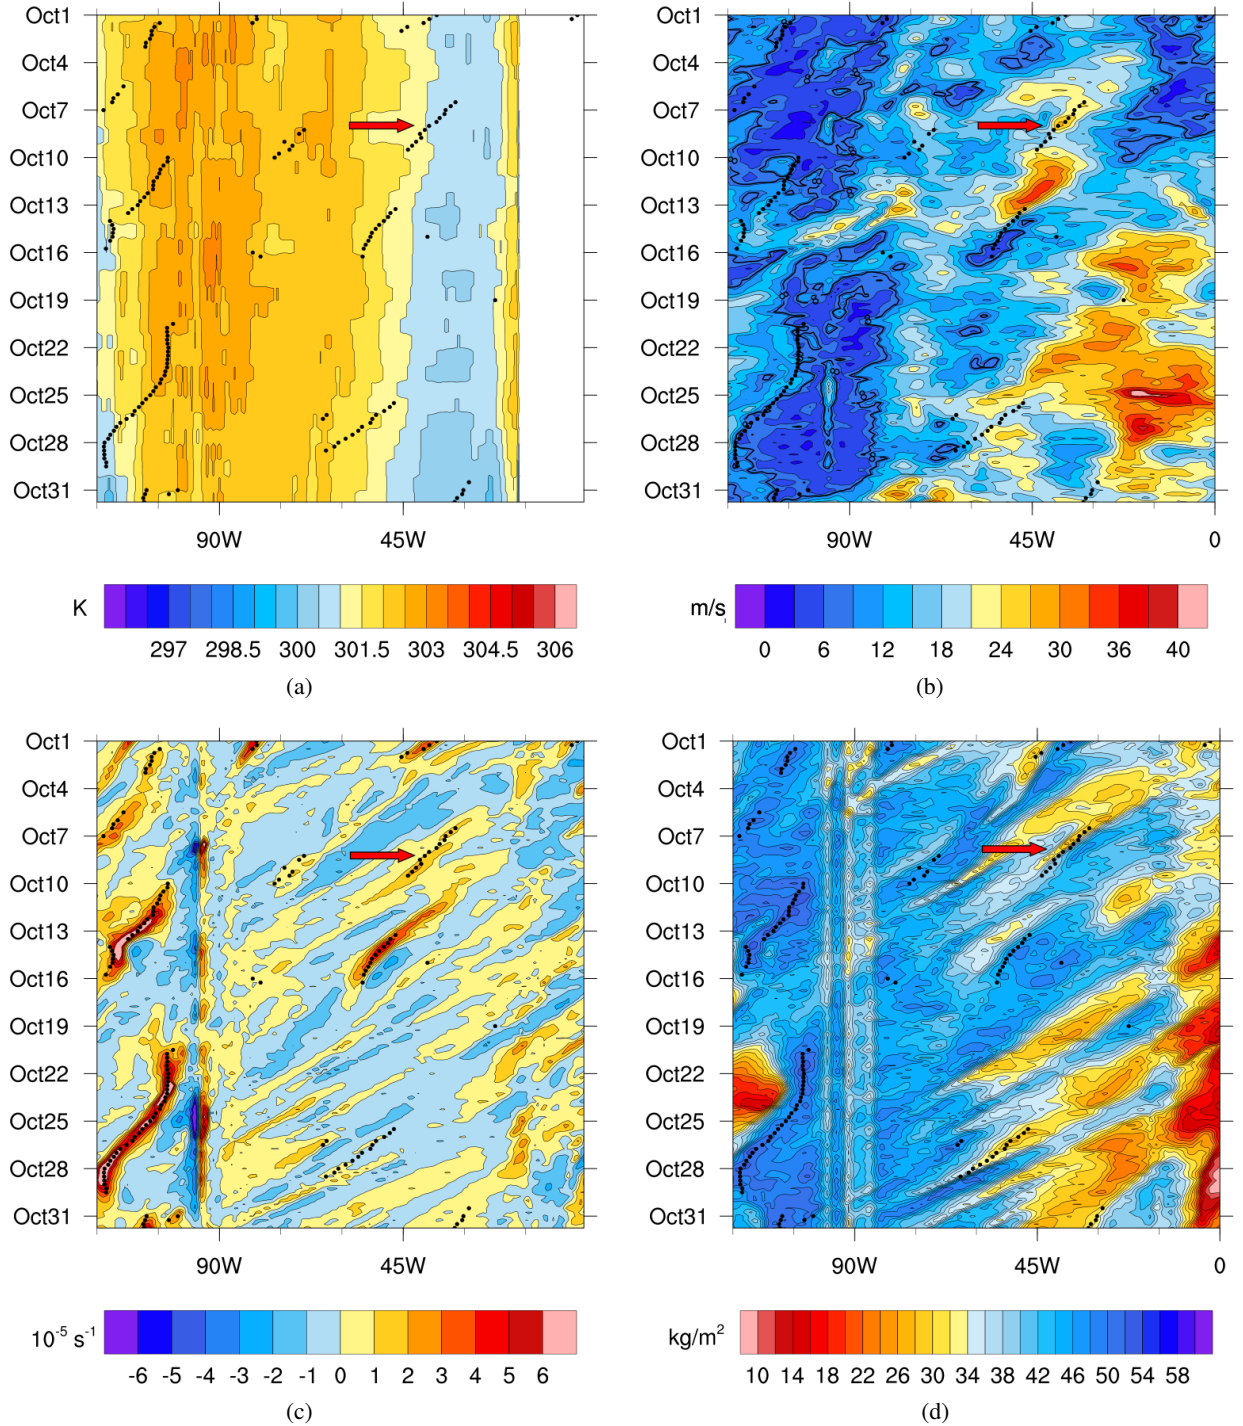 Oct1
Oct4
Oct7
Oct10
Oct13
Oct16
Oct19
Oct22
Oct25
Oct28
Oct31
90W 45W
K
297 298.5 300 301.5 303 304.5 306
(a)
Oct1
Oct4
Oct7
Oct10
Oct13
Oct16
Oct19
Oct22
Oct25
Oct28
Oct31
90W 45W 0
m/s
0 6 12 18 24 30 36 40
(b)
Oct1
Oct4
Oct7
Oct10
Oct13
Oct16
Oct19
Oct22
Oct25
Oct28
Oct31
90W 45W
10⁻⁵ s⁻¹
-6 -5 -4 -3 -2 -1 0 1 2 3 4 5 6
(c)
Oct1
Oct4
Oct7
Oct10
Oct13
Oct16
Oct19
Oct22
Oct25
Oct28
Oct31
90W 45W 0
kg/m²
10 14 18 22 26 30 34 38 42 46 50 54 58
(d)